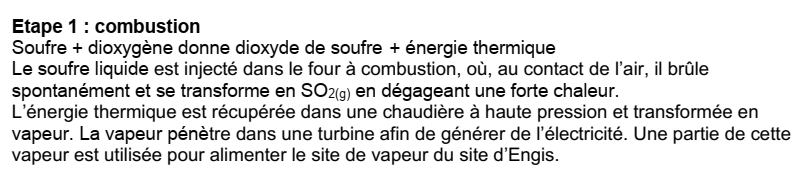 Etape 1 : combustion
Soufre + dioxygène donne dioxyde de soufre + énergie thermique
Le soufre liquide est injecté dans le four à combustion, où, au contact de l’air, il brûle
spontanément et se transforme en SO2(g) en dégageant une forte chaleur.
L’énergie thermique est récupérée dans une chaudière à haute pression et transformée en
vapeur. La vapeur pénètre dans une turbine afin de générer de l’électricité. Une partie de cette
vapeur est utilisée pour alimenter le site de vapeur du site d’Engis.